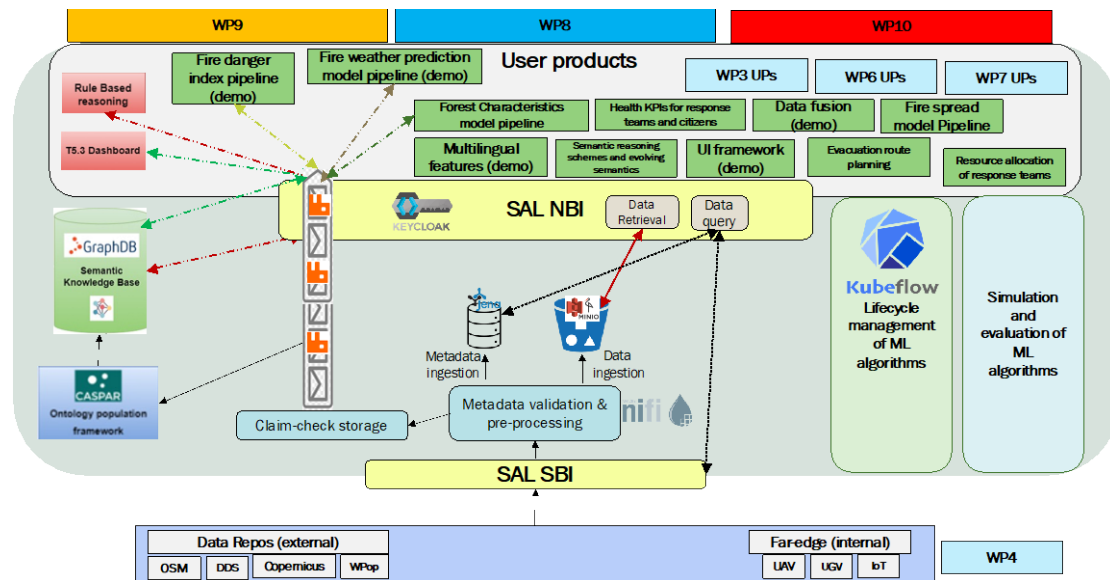 WP9
WP8
WP10
User products
Rule Based
reasoning
Fire danger
index pipeline
(demo)
Fire weather prediction
model pipeline (demo)
WP3 UPs
WP6 UPs
WP7 UPs
T5.3 Dashboard
Forest Characteristics
model pipeline
Health KPIs for response
teams and citizens
Data fusion
(demo)
Fire spread
model Pipeline
Multilingual
features (demo)
Semantic reasoning
schemes and evolving
semantics
UI framework
(demo)
Evacuation route
planning
Resource allocation
of response teams
KEYCLOAK
SAL NBI
Data
Retrieval
Data
query
GraphDB
Semantic
Knowledge Base
Kubeflow
Lifecycle
management
of ML
algorithms
Simulation
and
evaluation of
ML
algorithms
jena
MINIO
Metadata
ingestion
Data
ingestion
CASPAR
Ontology population
framework
Claim-check storage
Metadata validation &
pre-processing
nifi
SAL SBI
Data Repos (external)
OSM
DDS
Copernicus
WPop
Far-edge (internal)
UAV
UGV
IoT
WP4